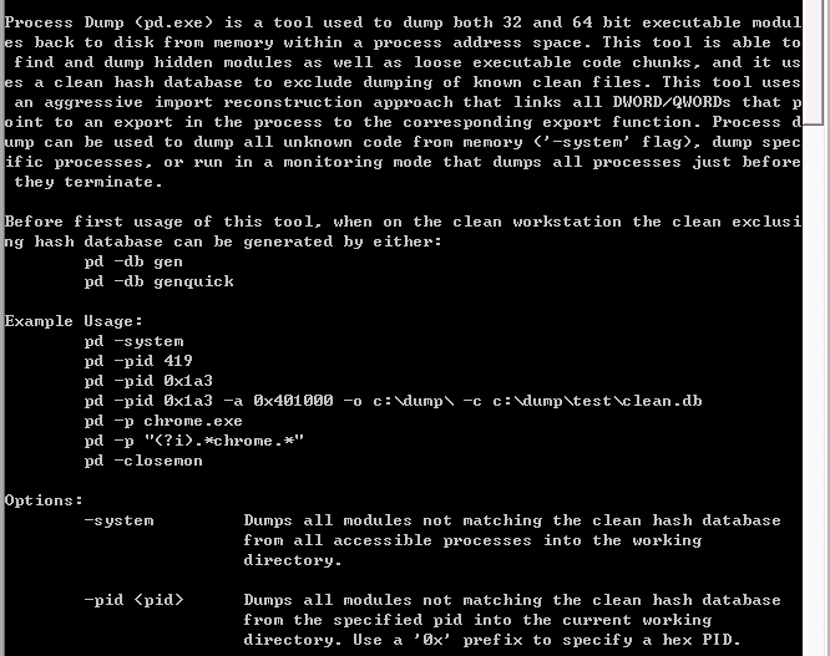 Process Dump (pd.exe) is a tool used to dump both 32 and 64 bit executable modul
es back to disk from memory within a process address space. This tool is able to
 find and dump hidden modules as well as loose executable code chunks, and it us
es a clean hash database to exclude dumping of known clean files. This tool uses
 an aggressive import reconstruction approach that links all DWORD/QWORDs that p
oint to an export in the process to the corresponding export function. Process d
ump can be used to dump all unknown code from memory ('-system' flag), dump spec
ific processes, or run in a monitoring mode that dumps all processes just before
 they terminate.

Before first usage of this tool, when on the clean workstation the clean exclusi
ng hash database can be generated by either:
        pd -db gen
        pd -db genquick

Example Usage:
        pd -system
        pd -pid 419
        pd -pid 0x1a3
        pd -pid 0x1a3 -a 0x401000 -o c:\dump\ -c c:\dump\test\clean.db
        pd -p chrome.exe
        pd -p "(?i).*chrome.*"
        pd -closemon

Options:
        -system         Dumps all modules not matching the clean hash database
                        from all accessible processes into the working
                        directory.

        -pid <pid>      Dumps all modules not matching the clean hash database
                        from the specified pid into the current working
                        directory. Use a '0x' prefix to specify a hex PID.